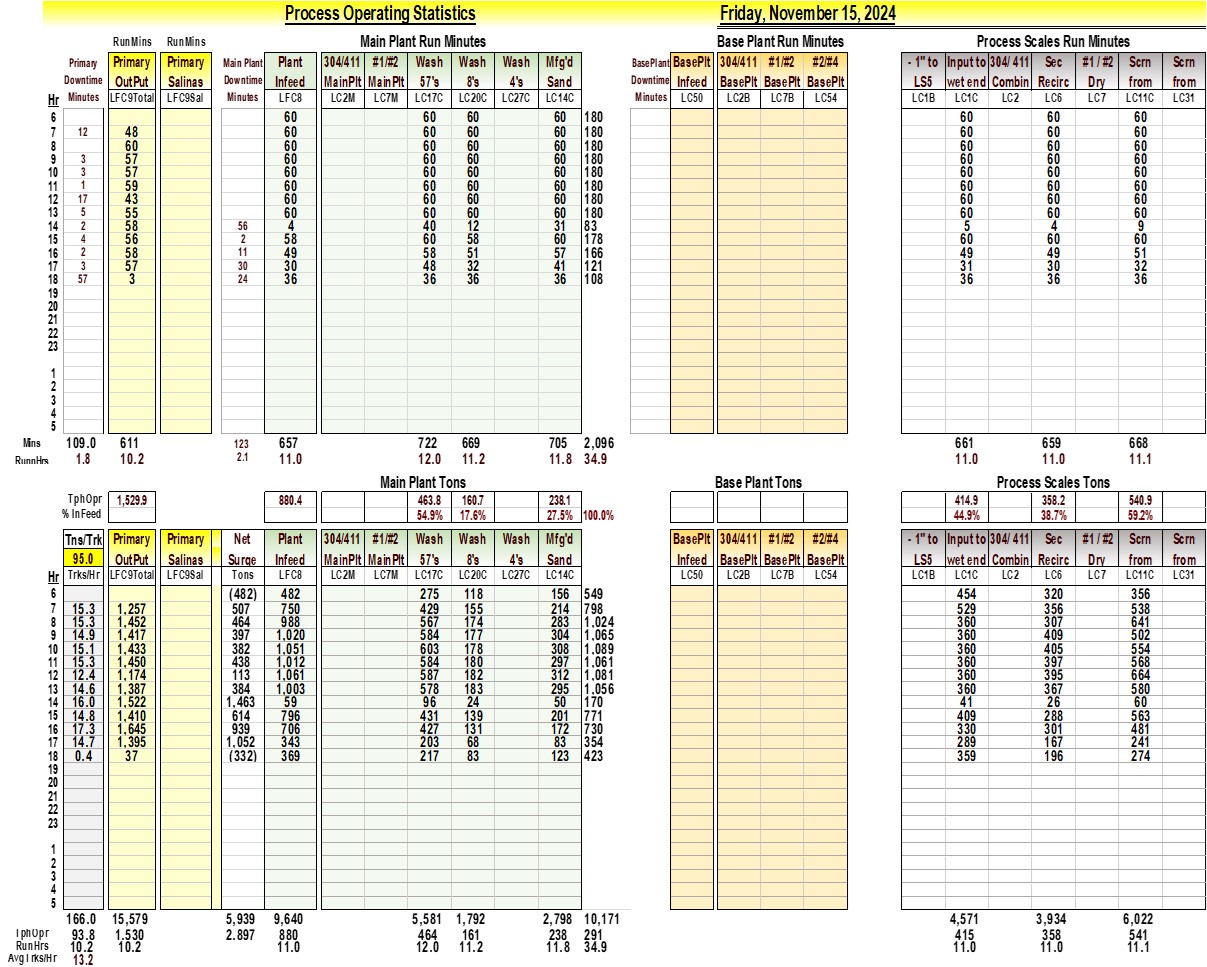 Process Operating Statistics Friday, November 15, 2024
RunMins RunMins Main Plant Run Minutes Base Plant Run Minutes Process Scales Run Minutes
Primary Primary Primary Main Plant Plant 304/411 #1/#2 Wash Wash Wash Mfg'd BasePlant BasePlt 304/411 #1/#2 #2/#4 - 1" to Input to 304/ 411 Sec #1 / #2 Scrn Scrn
Downtime OutPut Salinas Downtime Infeed MainPlt MainPlt 57's 8's 4's Sand Downtime Infeed BasePlt BasePlt BasePlt LS5 wet end Combin Recirc Dry from from
Hr Minutes LFC9Total LFC9Sal Minutes LFC8 LC2M LC7M LC17C LC20C LC27C LC14C Minutes LC50 LC2B LC7B LC54 LC1B LC1C LC2 LC6 LC7 LC11C LC31
6 60 60 60 60 180 60 60 60
7 12 48 60 60 60 60 180 60 60 60
8 60 60 60 60 60 180 60 60 60
9 3 57 60 60 60 60 180 60 60 60
10 3 57 60 60 60 60 180 60 60 60
11 1 59 60 60 60 60 180 60 60 60
12 17 43 60 60 60 60 180 60 60 60
13 5 55 60 60 60 60 180 60 60 60
14 2 58 56 4 40 12 31 83 5 4 9
15 4 56 2 58 60 58 60 178 60 60 60
16 2 58 11 49 58 51 57 166 49 49 51
17 3 57 30 30 48 32 41 121 31 30 32
18 57 3 24 36 36 36 36 108 36 36 36
19
20
21
22
23
1
2
3
4
5
Mins 109.0 611 123 657 722 669 705 2,096 661 659 668
RunnHrs 1.8 10.2 2.1 11.0 12.0 11.2 11.8 34.9 11.0 11.0 11.1
Main Plant Tons Base Plant Tons Process Scales Tons
TphOpr 1,529.9 880.4 463.8 160.7 238.1 414.9 358.2 540.9
% InFeed 54.9% 17.6% 27.5% 100.0% 44.9% 38.7% 59.2%
Tns/Trk Primary Primary Net Plant 304/411 #1/#2 Wash Wash Wash Mfg'd BasePlt 304/411 #1/#2 #2/#4 - 1" to Input to 304/ 411 Sec #1 / #2 Scrn Scrn
95.0 OutPut Salinas Surge Infeed MainPlt MainPlt 57's 8's 4's Sand Infeed BasePlt BasePlt BasePlt LS5 wet end Combin Recirc Dry from from
Hr Trks/Hr LFC9Total LFC9Sal Tons LFC8 LC2M LC7M LC17C LC20C LC27C LC14C LC50 LC2B LC7B LC54 LC1B LC1C LC2 LC6 LC7 LC11C LC31
6 (482) 482 275 118 156 549 454 320 356
7 15.3 1,257 507 750 429 155 214 798 529 356 538
8 15.3 1,452 464 988 567 174 283 1,024 360 307 641
9 14.9 1,417 397 1,020 584 177 304 1,065 360 409 502
10 15.1 1,433 382 1,051 603 178 308 1,089 360 405 554
11 15.3 1,450 438 1,012 584 180 297 1,061 360 397 568
12 12.4 1,174 113 1,061 587 182 312 1,081 360 395 664
13 14.6 1,387 384 1,003 578 183 295 1,056 360 367 580
14 16.0 1,522 1,463 59 96 24 50 170 41 26 60
15 14.8 1,410 614 796 431 139 201 771 409 288 563
16 17.3 1,645 939 706 427 131 172 730 330 301 481
17 14.7 1,395 1,052 343 203 68 83 354 289 167 241
18 0.4 37 (332) 369 217 83 123 423 359 196 274
19
20
21
22
23
1
2
3
4
5
166.0 15,579 5,939 9,640 5,581 1,792 2,798 10,171 4,571 3,934 6,022
TphOpr 93.8 1.530 2.897 880 464 161 238 291 415 358 541
RunHrs 10.2 10.2 11.0 12.0 11.2 11.8 34.9 11.0 11.0 11.1
AvgTrks/Hr 13.2